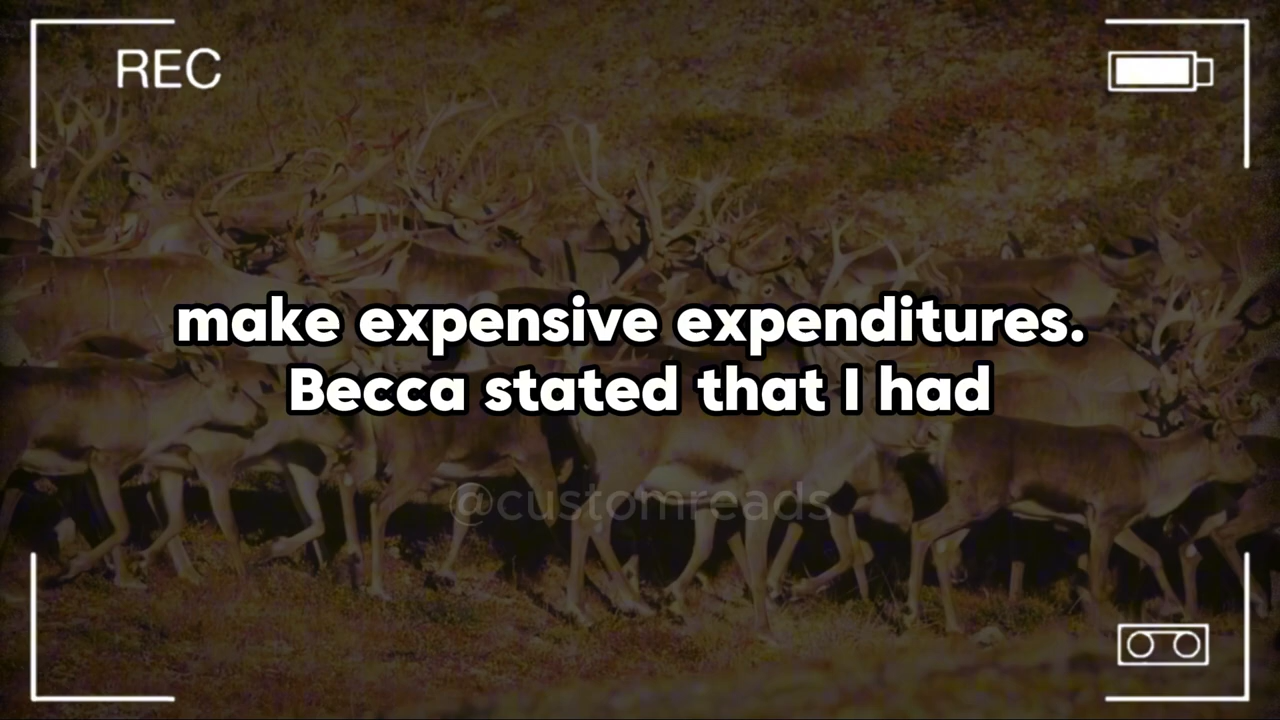 REC
make expensive expenditures.
Becca stated that I had
@customreads